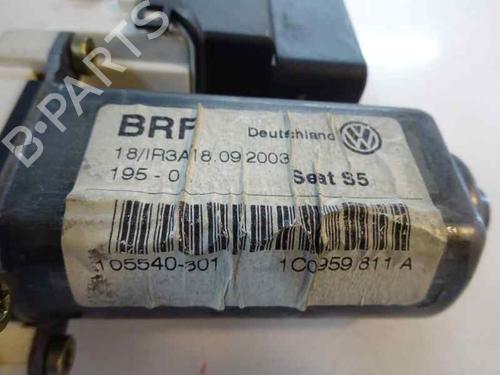 BRF Deutschland
18/IR3A18.09 2003
195 - 0 Seat S5
105540-301 1C0959 811 A
B-PARTS